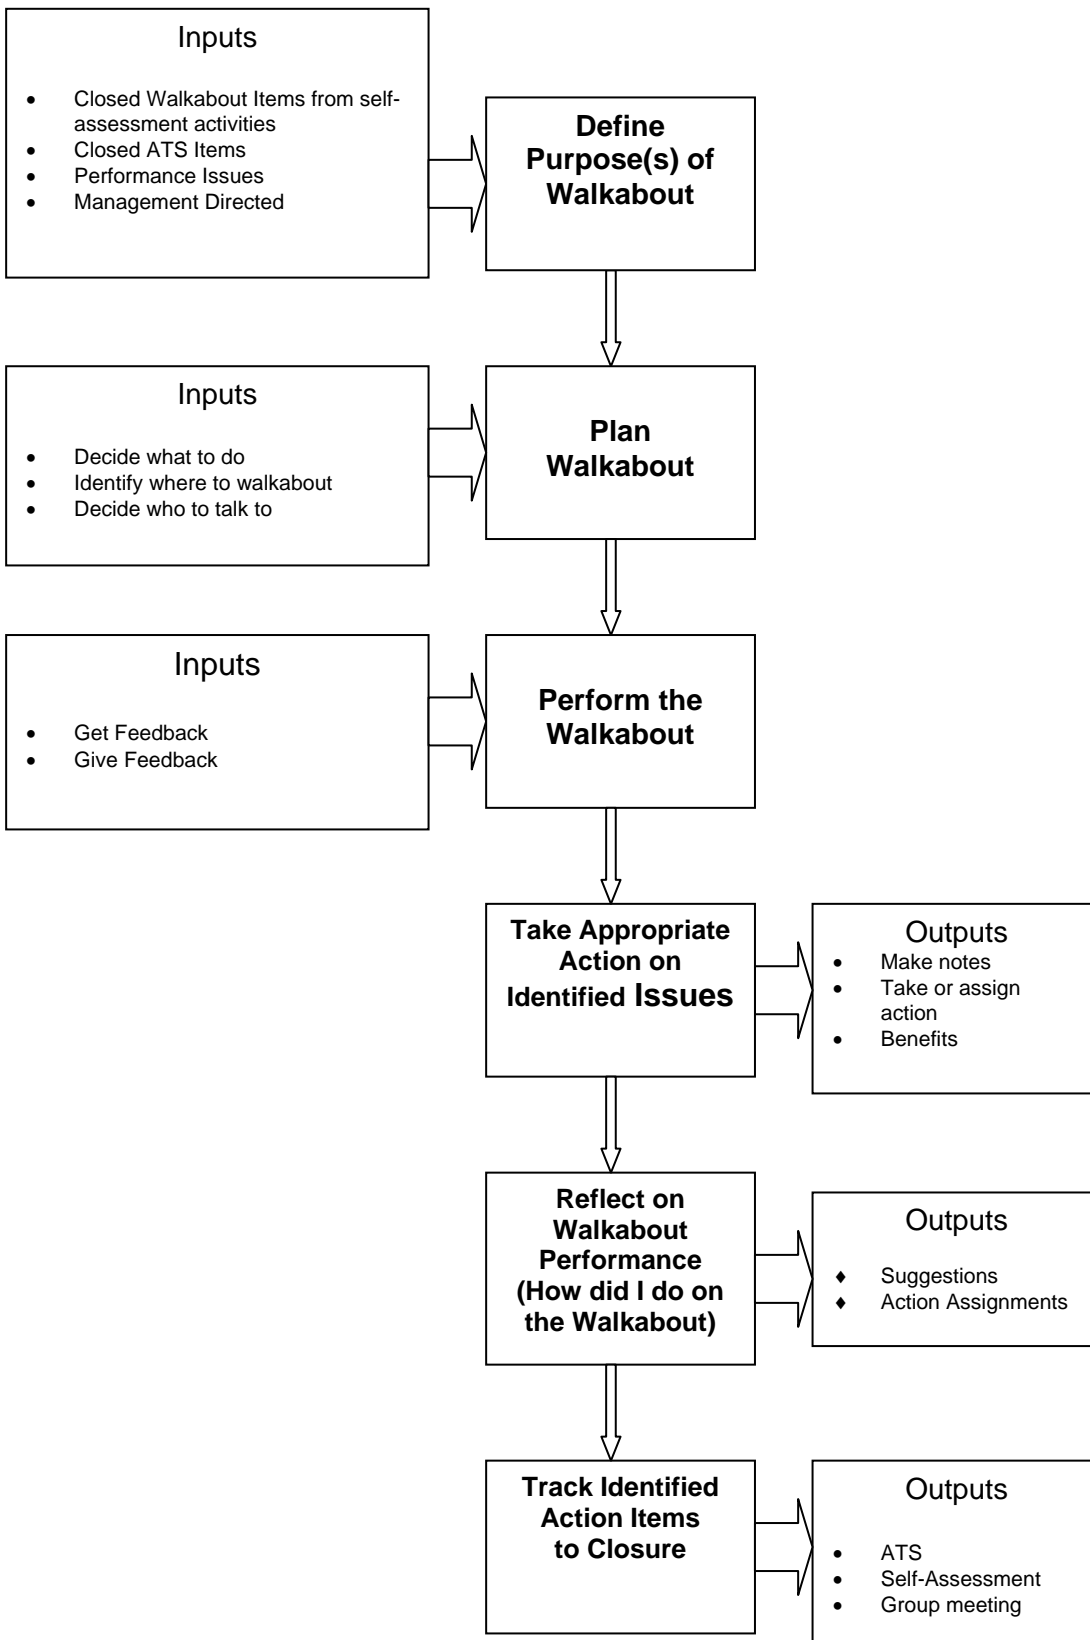 Inputs
• Closed Walkabout Items from self-
assessment activities
• Closed ATS Items
• Performance Issues
• Management Directed
Define
Purpose(s) of
Walkabout
Inputs
• Decide what to do
• Identify where to walkabout
• Decide who to talk to
Plan
Walkabout
Inputs
• Get Feedback
• Give Feedback
Perform the
Walkabout
Take Appropriate
Action on
Identified Issues
Outputs
• Make notes
• Take or assign
action
• Benefits
Reflect on
Walkabout
Performance
(How did I do on
the Walkabout)
Outputs
♦ Suggestions
♦ Action Assignments
Track Identified
Action Items
to Closure
Outputs
• ATS
• Self-Assessment
• Group meeting